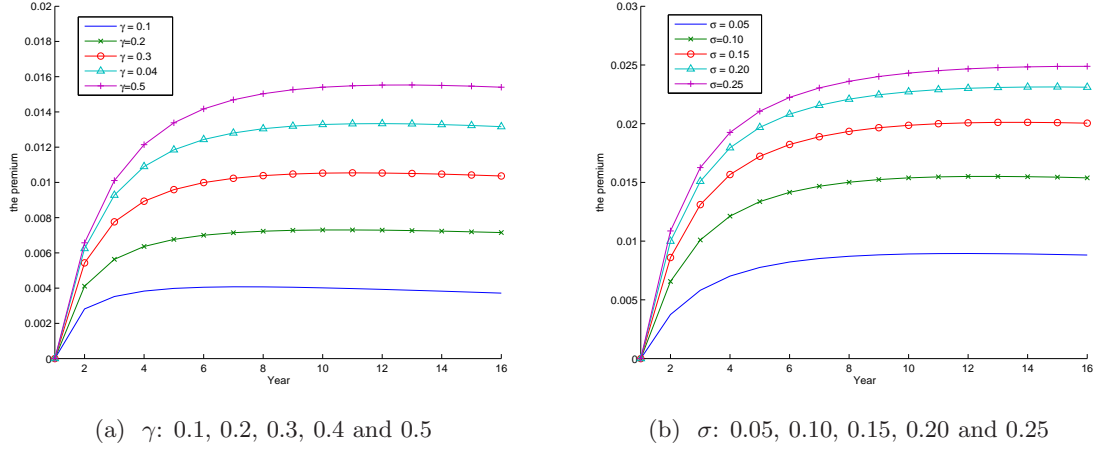 0.02
0.018
0.016
0.014
0.012
0.01
0.008
0.006
0.004
0.002
0
the premium
γ = 0.1
γ=0.2
γ = 0.3
γ = 0.04
γ=0.5
2 4 6 8 10 12 14 16
Year
(a) γ: 0.1, 0.2, 0.3, 0.4 and 0.5
0.03
0.025
0.02
0.015
0.01
0.005
0
the premium
σ = 0.05
σ=0.10
σ = 0.15
σ = 0.20
σ=0.25
2 4 6 8 10 12 14 16
Year
(b) σ: 0.05, 0.10, 0.15, 0.20 and 0.25